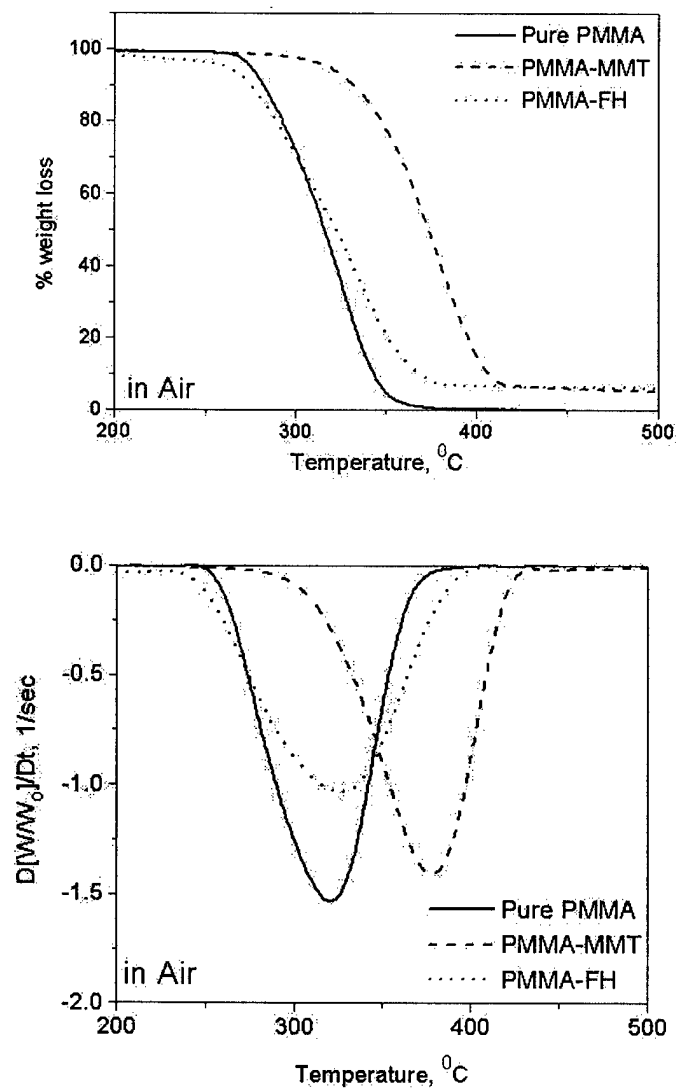 100
80
60
40
20
0
% weight loss
Pure PMMA
PMMA-MMT
PMMA-FH
in Air
200
300
400
500
Temperature, ⁰C
0.0
-0.5
-1.0
-1.5
-2.0
D[W/W₀]/Dt, 1/sec
Pure PMMA
PMMA-MMT
PMMA-FH
in Air
200
300
400
500
Temperature, ⁰C